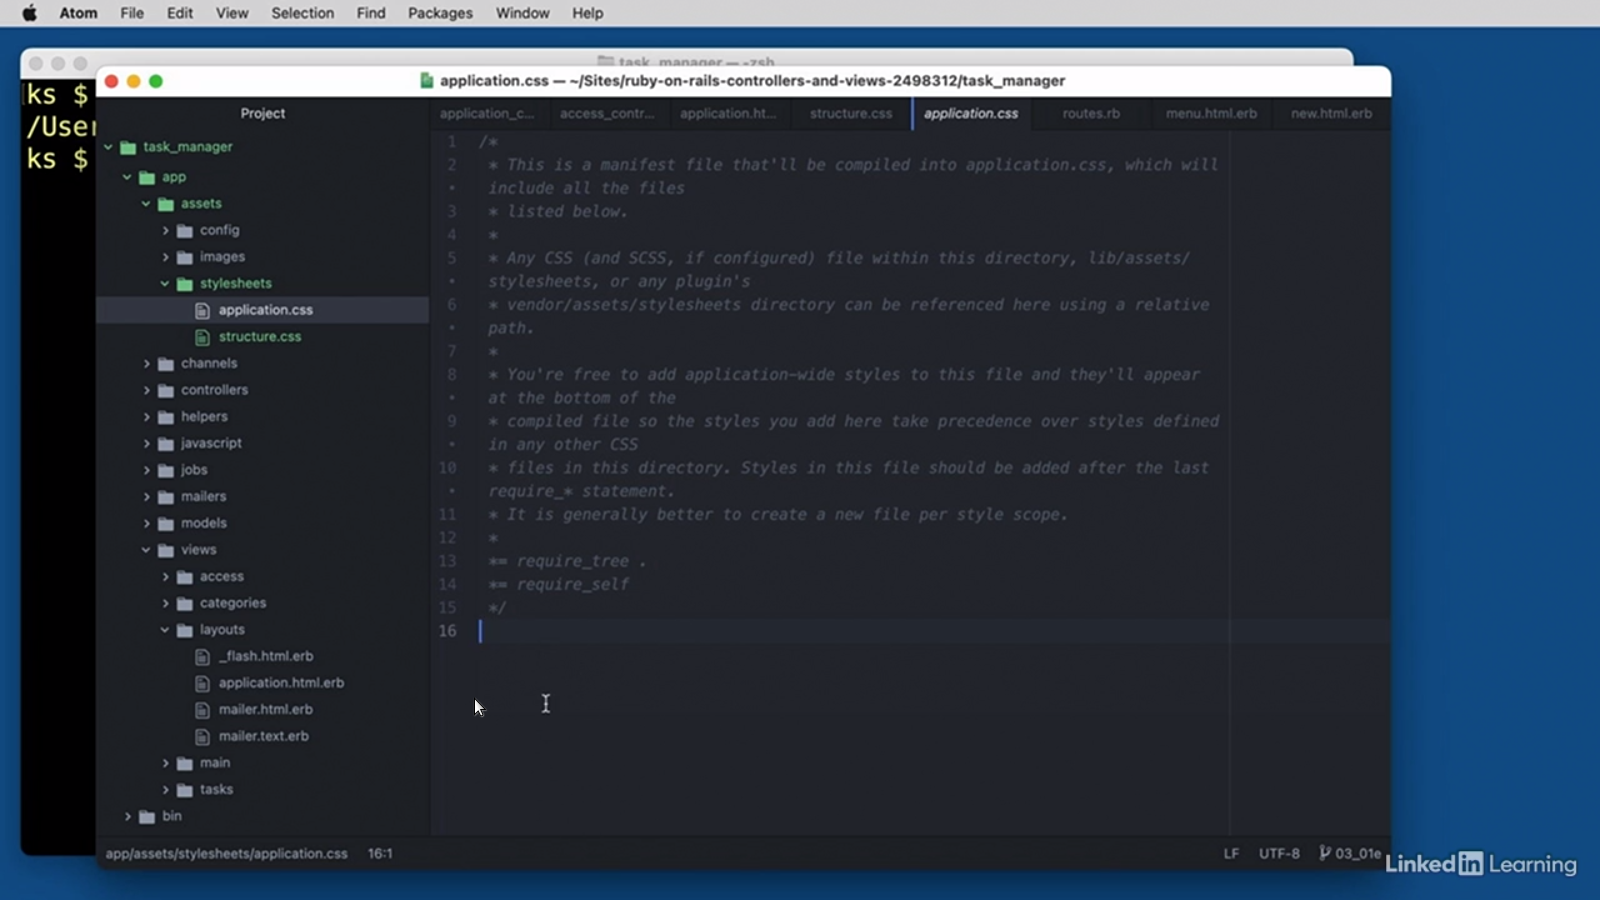 Atom File Edit View Selection Find Packages Window Help
task_manager — -zsh
application.css — ~/Sites/ruby-on-rails-controllers-and-views-2498312/task_manager
ks $
/User
ks $
Project
task_manager
app
assets
config
images
stylesheets
application.css
structure.css
channels
controllers
helpers
javascript
jobs
mailers
models
views
access
categories
layouts
_flash.html.erb
application.html.erb
mailer.html.erb
mailer.text.erb
main
tasks
bin
application_c... access_contr... application.ht... structure.css application.css routes.rb menu.html.erb new.html.erb
1 /*
2 * This is a manifest file that'll be compiled into application.css, which will
• include all the files
3 * listed below.
4 *
5 * Any CSS (and SCSS, if configured) file within this directory, lib/assets/
• stylesheets, or any plugin's
6 * vendor/assets/stylesheets directory can be referenced here using a relative
• path.
7 *
8 * You're free to add application-wide styles to this file and they'll appear
• at the bottom of the
9 * compiled file so the styles you add here take precedence over styles defined
• in any other CSS
10 * files in this directory. Styles in this file should be added after the last
• require_* statement.
11 * It is generally better to create a new file per style scope.
12 *
13 *= require_tree .
14 *= require_self
15 */
16
app/assets/stylesheets/application.css 16:1 LF UTF-8 03_01e
LinkedIn Learning